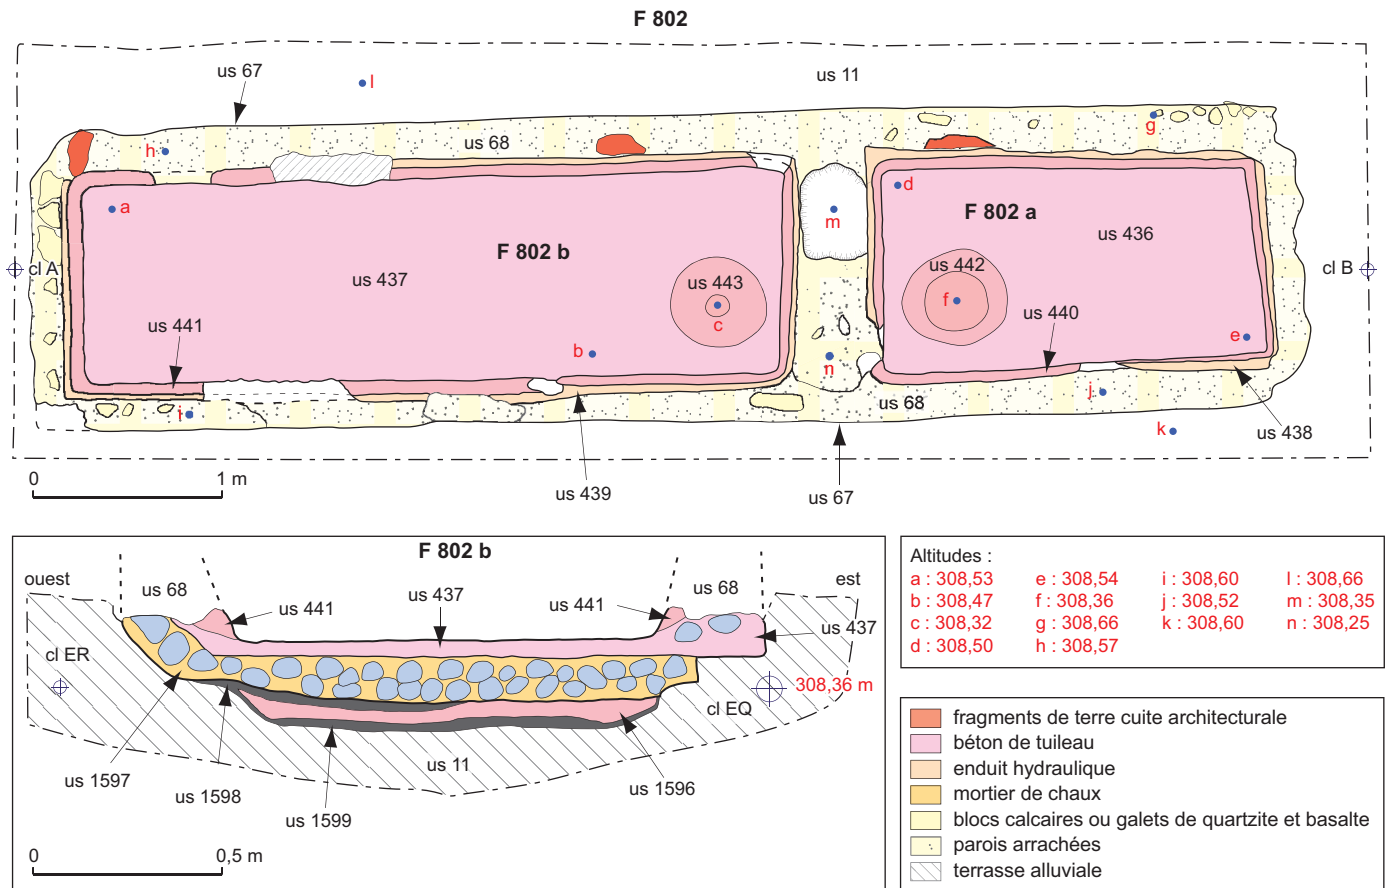 F 802
us 67
l
us 11
g
h
us 68
a
d
m
F 802 a
us 436
F 802 b
cl A
cl B
us 437
us 443
us 442
c
f
us 441
us 440
b
e
n
i
j
us 68
k
us 438
us 439
us 67
0 1 m
F 802 b
ouest
est
us 68
us 437
us 68
us 441
us 441
us 437
cl ER
308,36 m
cl EQ
us 11
us 1597
us 1598
us 1596
us 1599
0 0,5 m
Altitudes :
a : 308,53 e : 308,54 i : 308,60 l : 308,66
b : 308,47 f : 308,36 j : 308,52 m : 308,35
c : 308,32 g : 308,66 k : 308,60 n : 308,25
d : 308,50 h : 308,57
fragments de terre cuite architecturale
béton de tuileau
enduit hydraulique
mortier de chaux
blocs calcaires ou galets de quartzite et basalte
parois arrachées
terrasse alluviale